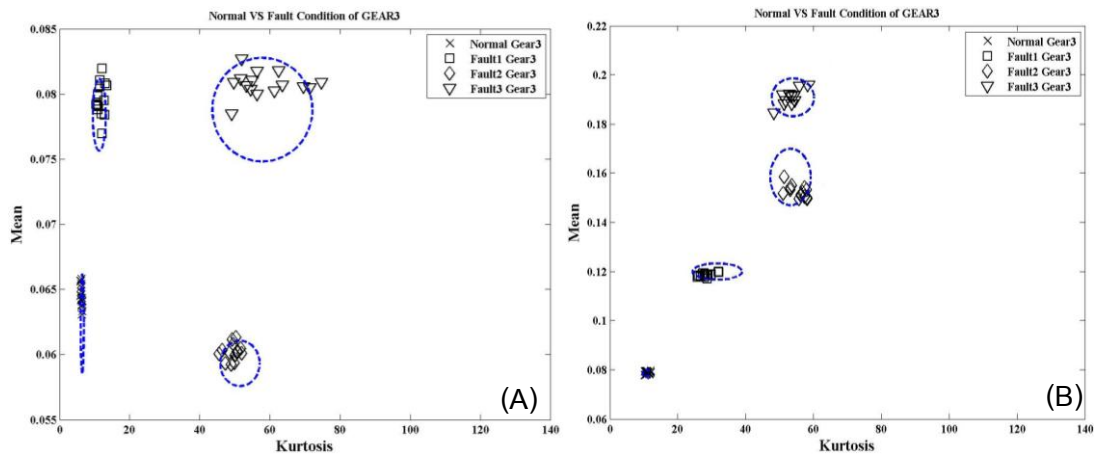 Normal VS Fault Condition of GEAR3
0.085
0.08
0.075
0.07
0.065
0.06
0.055
Mean
0 20 40 60 80 100 120 140
Kurtosis
Normal Gear3
Fault1 Gear3
Fault2 Gear3
Fault3 Gear3
(A)
Normal VS Fault Condition of GEAR3
0.22
0.2
0.18
0.16
0.14
0.12
0.1
0.08
0.06
Mean
0 20 40 60 80 100 120 140
Kurtosis
Normal Gear3
Fault1 Gear3
Fault2 Gear3
Fault3 Gear3
(B)